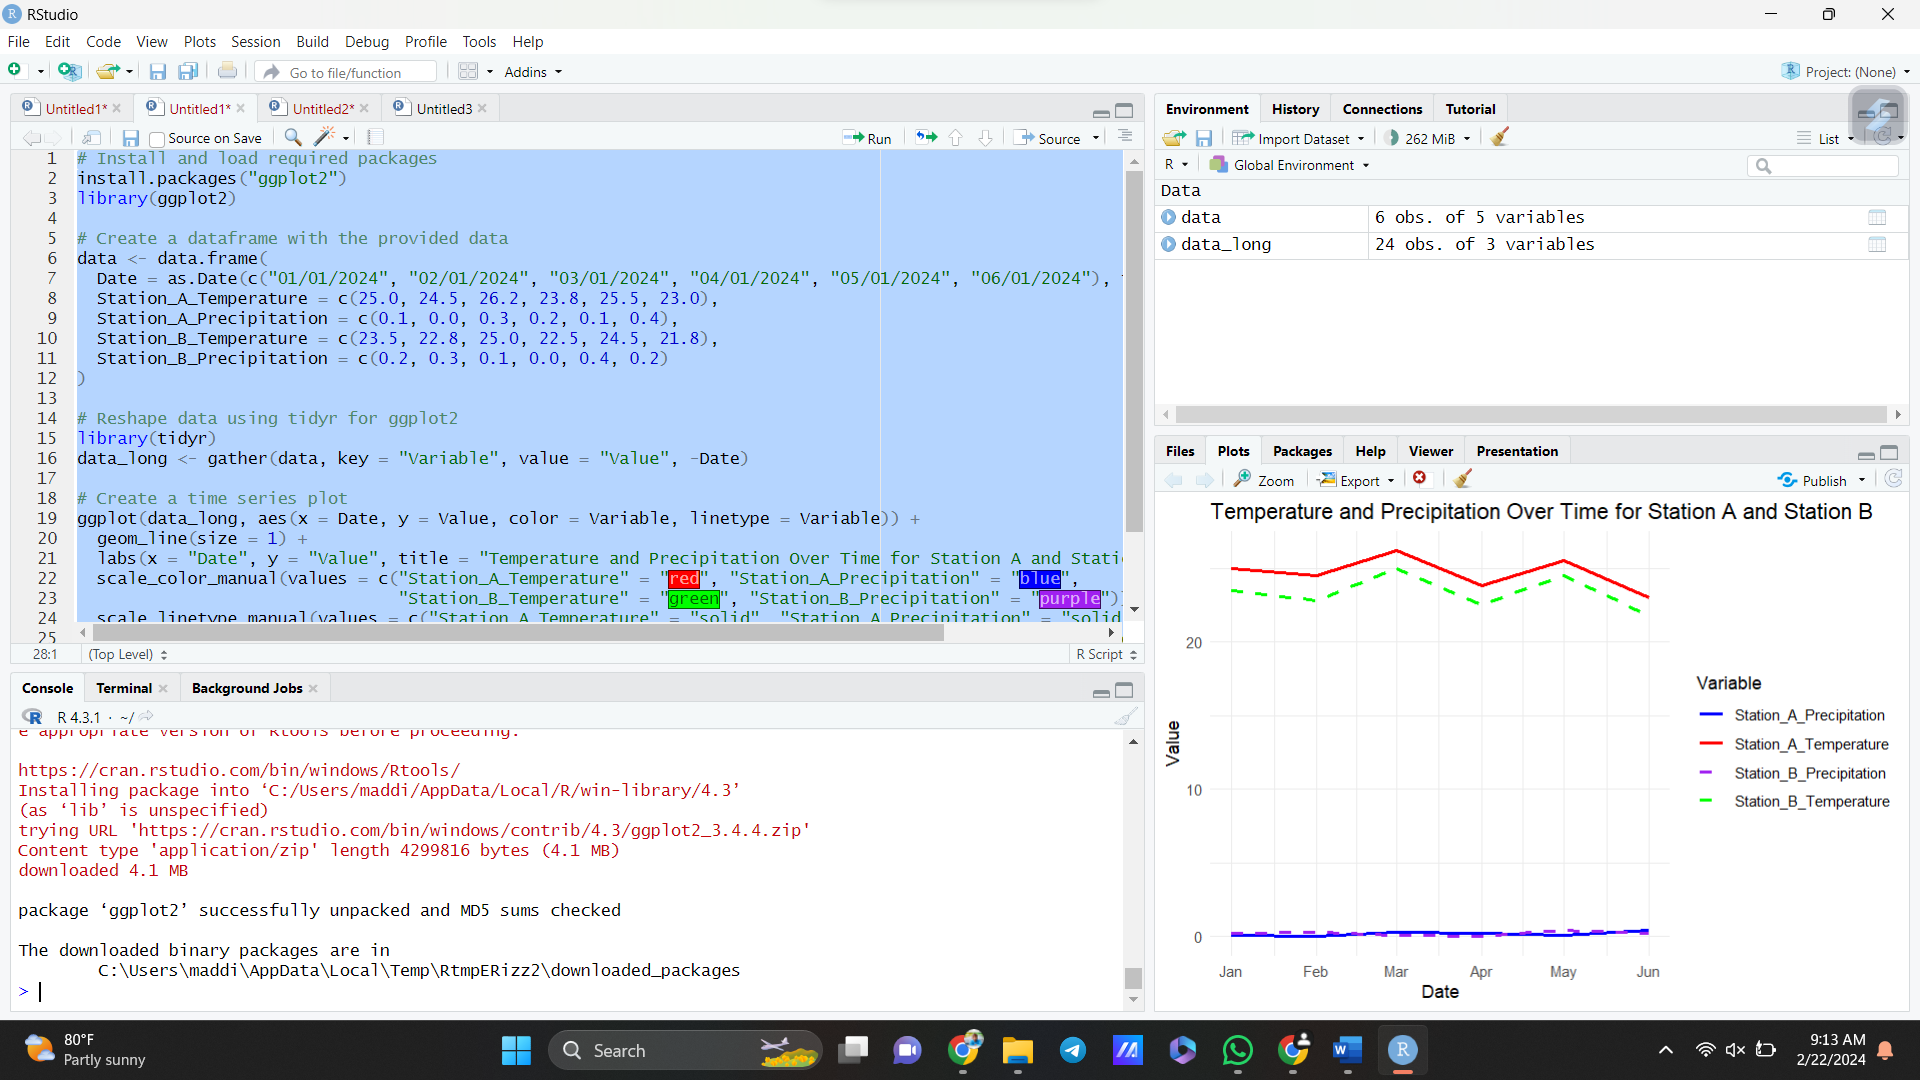 RStudio
File Edit Code View Plots Session Build Debug Profile Tools Help
Go to file/function Addins Project: (None)
Untitled1* Untitled1* Untitled2* Untitled3
Source on Save Run Source
1 # Install and load required packages
2 install.packages("ggplot2")
3 library(ggplot2)
4
5 # Create a dataframe with the provided data
6 data <- data.frame(
7 Date = as.Date(c("01/01/2024", "02/01/2024", "03/01/2024", "04/01/2024", "05/01/2024", "06/01/2024"),
8 Station_A_Temperature = c(25.0, 24.5, 26.2, 23.8, 25.5, 23.0),
9 Station_A_Precipitation = c(0.1, 0.0, 0.3, 0.2, 0.1, 0.4),
10 Station_B_Temperature = c(23.5, 22.8, 25.0, 22.5, 24.5, 21.8),
11 Station_B_Precipitation = c(0.2, 0.3, 0.1, 0.0, 0.4, 0.2)
12 )
13
14 # Reshape data using tidyr for ggplot2
15 library(tidyr)
16 data_long <- gather(data, key = "Variable", value = "Value", -Date)
17
18 # Create a time series plot
19 ggplot(data_long, aes(x = Date, y = Value, color = Variable, linetype = Variable)) +
20 geom_line(size = 1) +
21 labs(x = "Date", y = "Value", title = "Temperature and Precipitation Over Time for Station A and Stati
22 scale_color_manual(values = c("Station_A_Temperature" = "red", "Station_A_Precipitation" = "blue",
23 "Station_B_Temperature" = "green", "Station_B_Precipitation" = "purple")
24 scale_linetype_manual(values = c("Station_A_Temperature" = "solid", "Station_A_Precipitation" = "solid
25
28:1 (Top Level) R Script
Console Terminal Background Jobs
R 4.3.1 · ~/
e appropriate version of Rtools before proceeding:
https://cran.rstudio.com/bin/windows/Rtools/
Installing package into ‘C:/Users/maddi/AppData/Local/R/win-library/4.3’
(as ‘lib’ is unspecified)
trying URL 'https://cran.rstudio.com/bin/windows/contrib/4.3/ggplot2_3.4.4.zip'
Content type 'application/zip' length 4299816 bytes (4.1 MB)
downloaded 4.1 MB
package ‘ggplot2’ successfully unpacked and MD5 sums checked
The downloaded binary packages are in
C:\Users\maddi\AppData\Local\Temp\RtmpERizz2\downloaded_packages
>
Environment History Connections Tutorial
Import Dataset 262 MiB List
R Global Environment
Data
data 6 obs. of 5 variables
data_long 24 obs. of 3 variables
Files Plots Packages Help Viewer Presentation
Zoom Export Publish
Temperature and Precipitation Over Time for Station A and Station B
20
10
0
Value
Jan Feb Mar Apr May Jun
Date
Variable
Station_A_Precipitation
Station_A_Temperature
Station_B_Precipitation
Station_B_Temperature
80°F
Partly sunny
Search
9:13 AM
2/22/2024